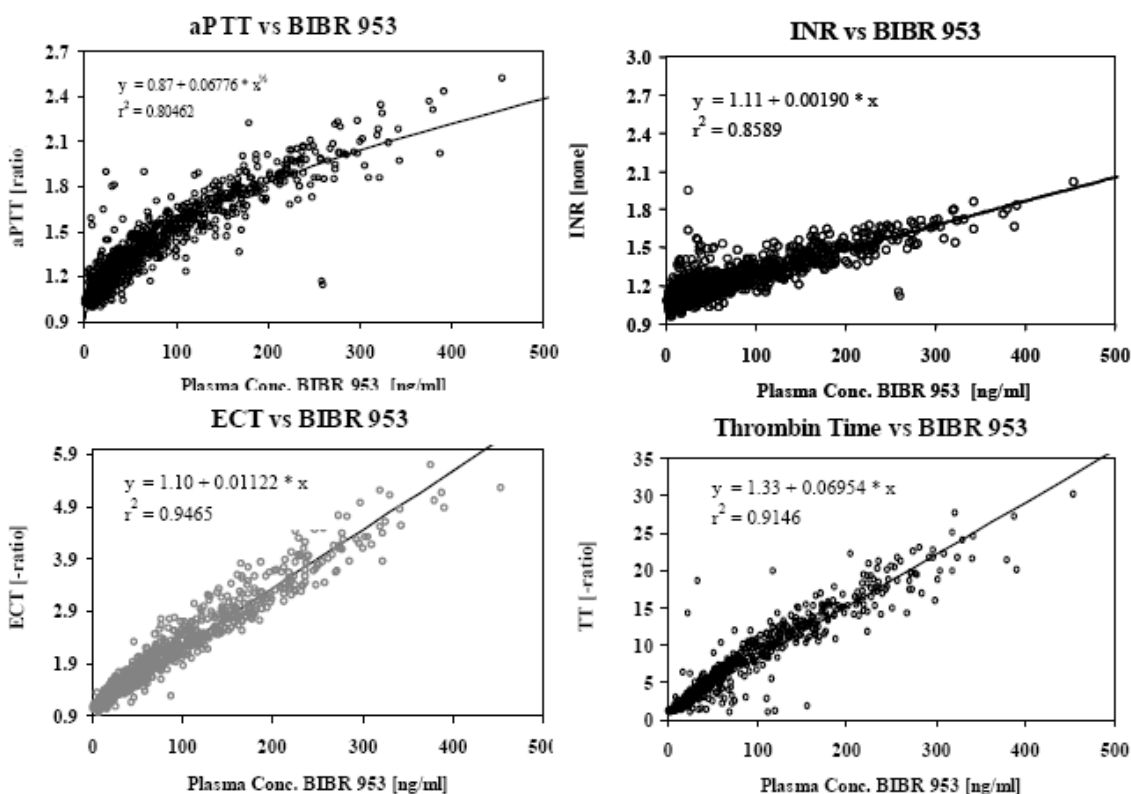 aPTT vs BIBR 953
y = 0.87 + 0.06776 * x^½
r² = 0.80462
2.7
2.4
2.1
1.8
1.5
1.2
0.9
aPTT [ratio
0 100 200 300 400 500
Plasma Conc. BIBR 953 [ng/ml]
INR vs BIBR 953
y = 1.11 + 0.00190 * x
r² = 0.8589
3.0
2.7
2.4
2.1
1.8
1.5
1.2
0.9
INR [none]
0 100 200 300 400 500
Plasma Conc. BIBR 953 [ng/ml]
ECT vs BIBR 953
y = 1.10 + 0.01122 * x
r² = 0.9465
5.9
4.9
3.9
2.9
1.9
0.9
ECT [-ratio]
0 100 200 300 400 500
Plasma Conc. BIBR 953 [ng/ml]
Thrombin Time vs BIBR 953
y = 1.33 + 0.06954 * x
r² = 0.9146
35
30
25
20
15
10
5
0
TT [-ratio]
0 100 200 300 400 500
Plasma Conc. BIBR 953 [ng/ml]